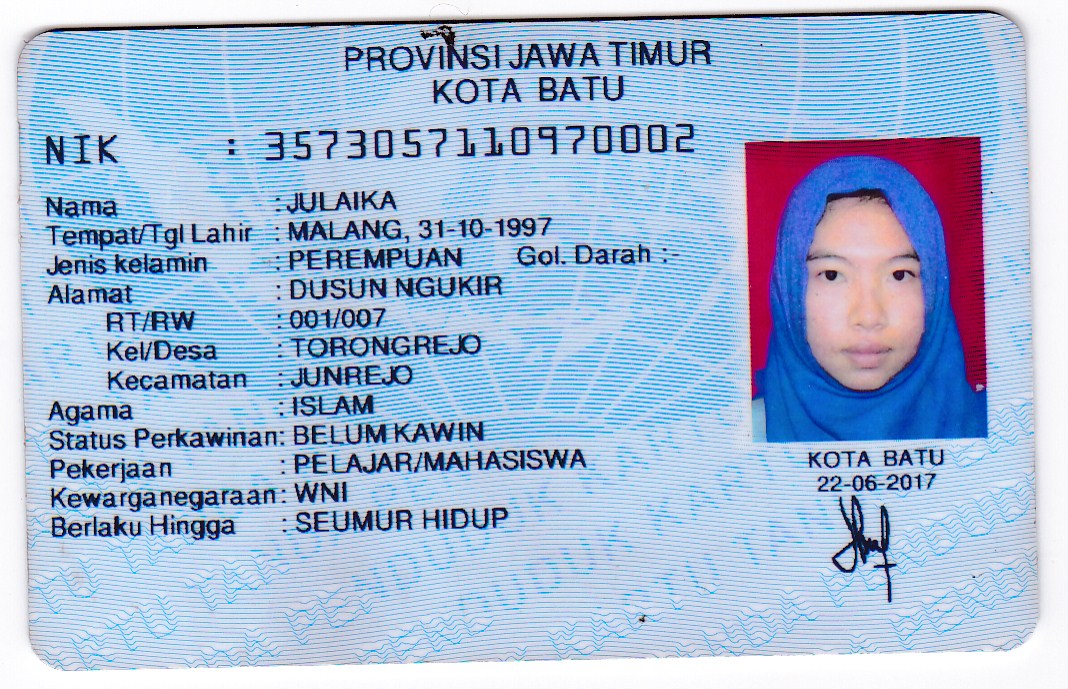 PROVINSI JAWA TIMUR
KOTA BATU
NIK : 3573057110970002
Nama : JULAIKA
Tempat/Tgl Lahir : MALANG, 31-10-1997
Jenis kelamin : PEREMPUAN Gol. Darah :-
Alamat : DUSUN NGUKIR
RT/RW : 001/007
Kel/Desa : TORONGREJO
Kecamatan : JUNREJO
Agama : ISLAM
Status Perkawinan: BELUM KAWIN
Pekerjaan : PELAJAR/MAHASISWA
Kewarganegaraan: WNI
Berlaku Hingga : SEUMUR HIDUP
KOTA BATU
22-06-2017